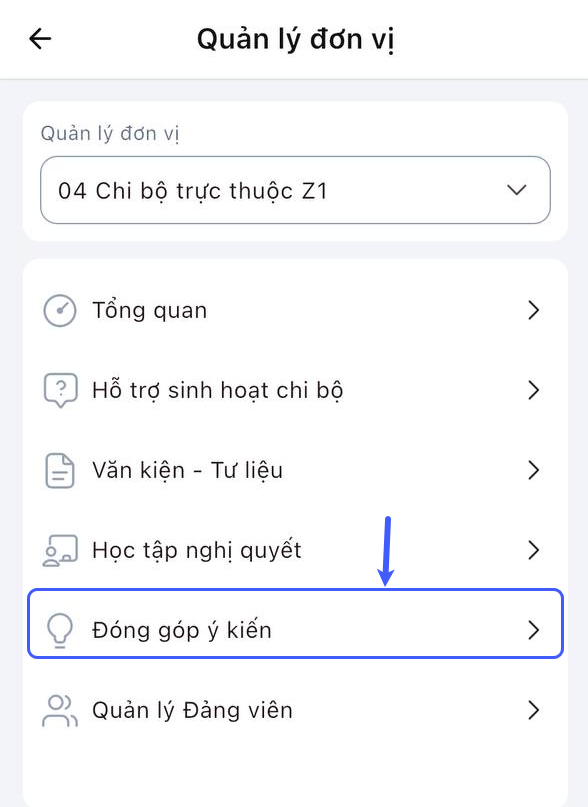 Quản lý đơn vị
Quản lý đơn vị
04 Chi bộ trực thuộc Z1
Tổng quan
Hỗ trợ sinh hoạt chi bộ
Văn kiện - Tư liệu
Học tập nghị quyết
Đóng góp ý kiến
Quản lý Đảng viên